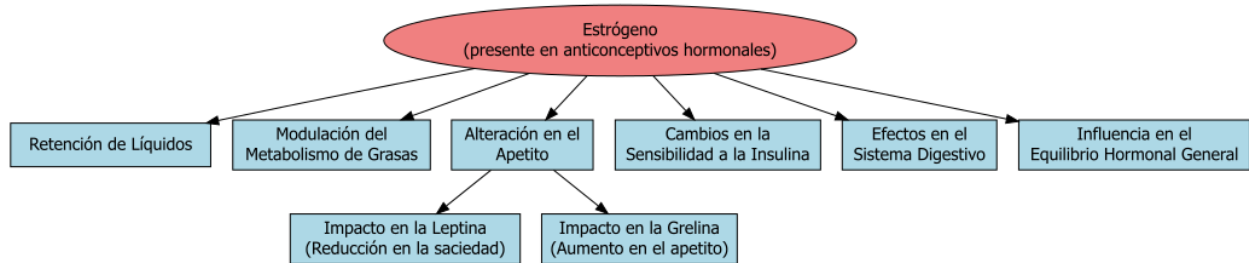 Estrógeno
(presente en anticonceptivos hormonales)
Retención de Líquidos
Modulación del
Metabolismo de Grasas
Alteración en el
Apetito
Cambios en la
Sensibilidad a la Insulina
Efectos en el
Sistema Digestivo
Influencia en el
Equilibrio Hormonal General
Impacto en la Leptina
(Reducción en la saciedad)
Impacto en la Grelina
(Aumento en el apetito)